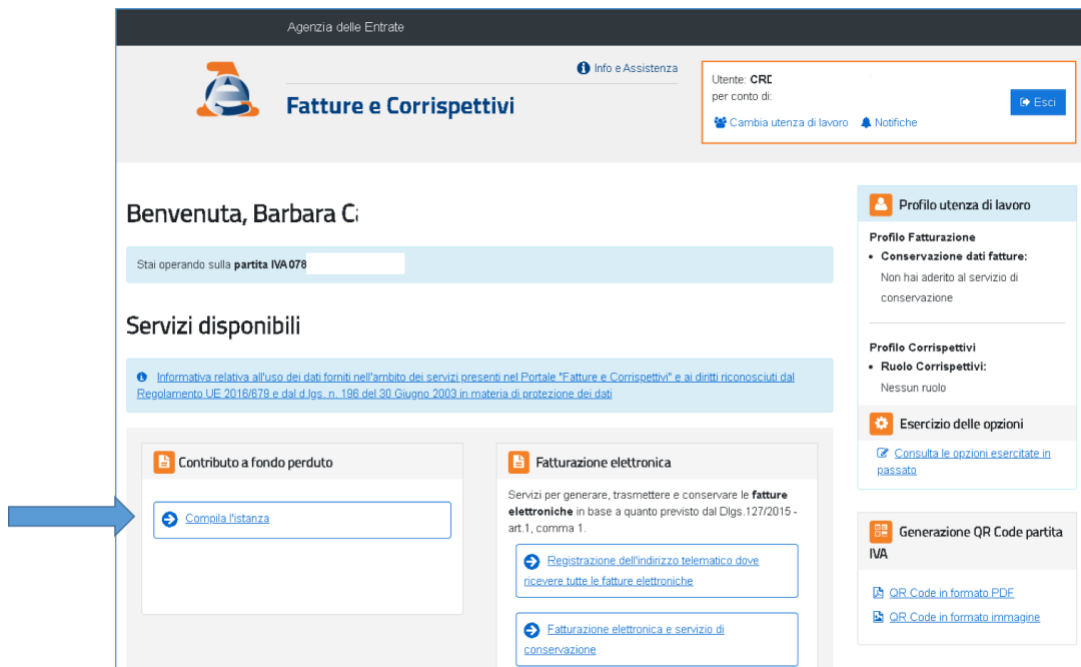 Agenzia delle Entrate
Info e Assistenza
Fatture e Corrispettivi
Utente: CRD
per conto di:
Cambia utenza di lavoro Notifiche
Esci
Benvenuta, Barbara C
Stai operando sulla partita IVA 078
Servizi disponibili
Informativa relativa all'uso dei dati forniti nell'ambito dei servizi presenti nel Portale "Fatture e Corrispettivi" e ai diritti riconosciuti dal
Regolamento UE 2016/679 e dal d.lgs. n. 196 del 30 Giugno 2003 in materia di protezione dei dati
Contributo a fondo perduto
Compila l'istanza
Fatturazione elettronica
Servizi per generare, trasmettere e conservare le fatture
elettroniche in base a quanto previsto dal Dlgs.127/2015 -
art.1, comma 1.
Registrazione dell'indirizzo telematico dove
ricevere tutte le fatture elettroniche
Fatturazione elettronica e servizio di
conservazione
Profilo utenza di lavoro
Profilo Fatturazione
Conservazione dati fatture:
Non hai aderito al servizio di
conservazione
Profilo Corrispettivi
Ruolo Corrispettivi:
Nessun ruolo
Esercizio delle opzioni
Consulta le opzioni esercitate in
passato
Generazione QR Code partita
IVA
QR Code in formato PDF
QR Code in formato immagine